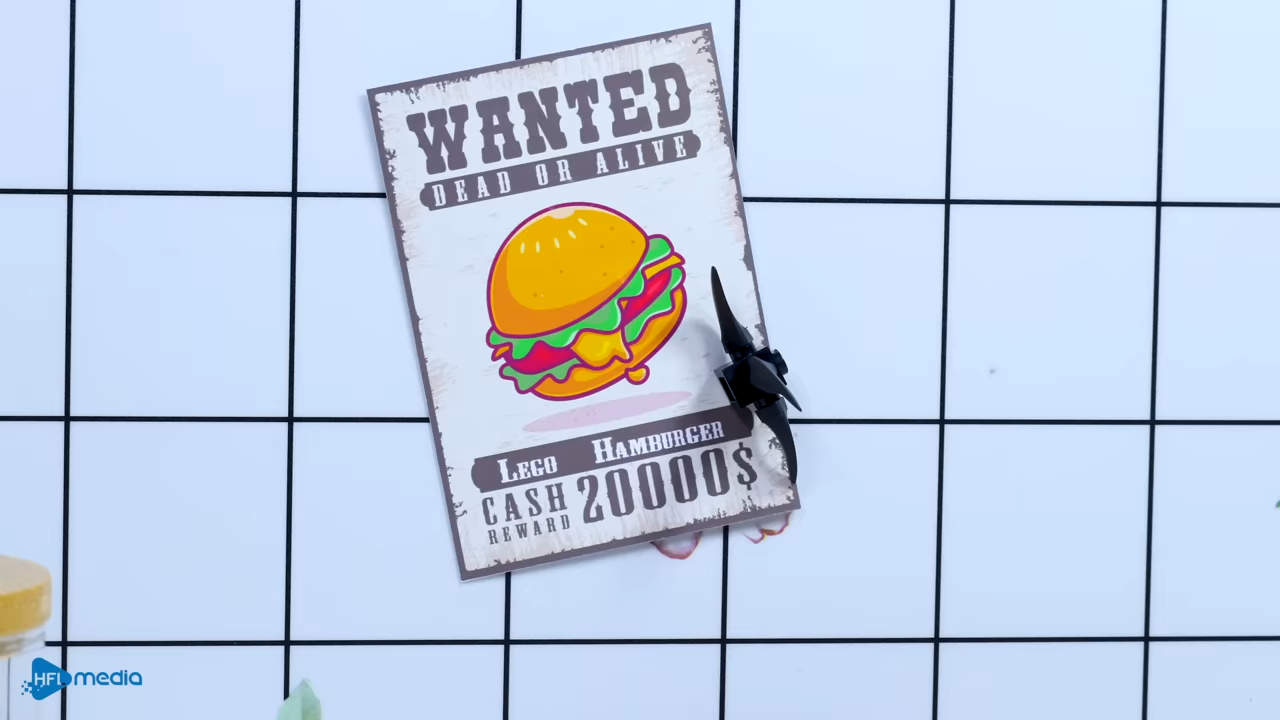 WANTED
DEAD OR ALIVE
LEGO HAMBURGER
CASH REWARD 20000$
HFL media